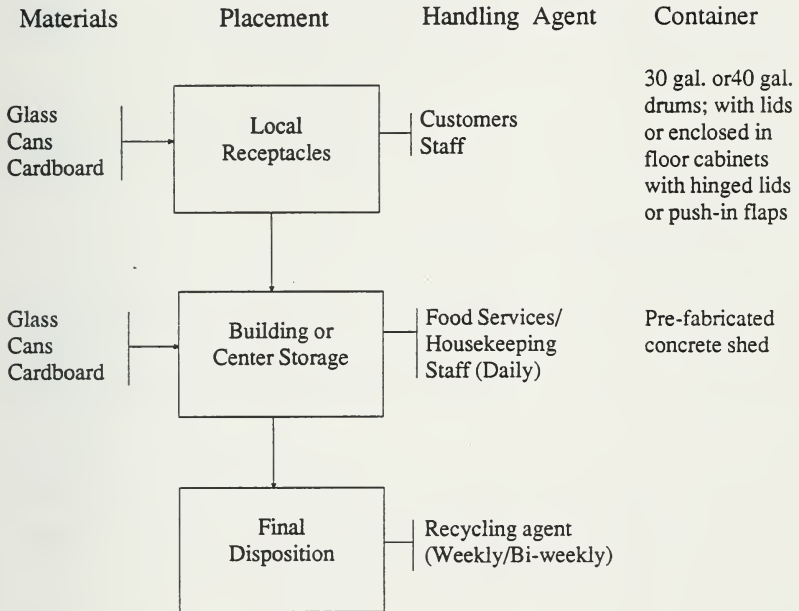 Materials
Placement
Handling Agent
Container
Glass
Cans
Cardboard
Local
Receptacles
Customers
Staff
30 gal. or40 gal.
drums; with lids
or enclosed in
floor cabinets
with hinged lids
or push-in flaps
Glass
Cans
Cardboard
Building or
Center Storage
Food Services/
Housekeeping
Staff (Daily)
Pre-fabricated
concrete shed
Final
Disposition
Recycling agent
(Weekly/Bi-weekly)